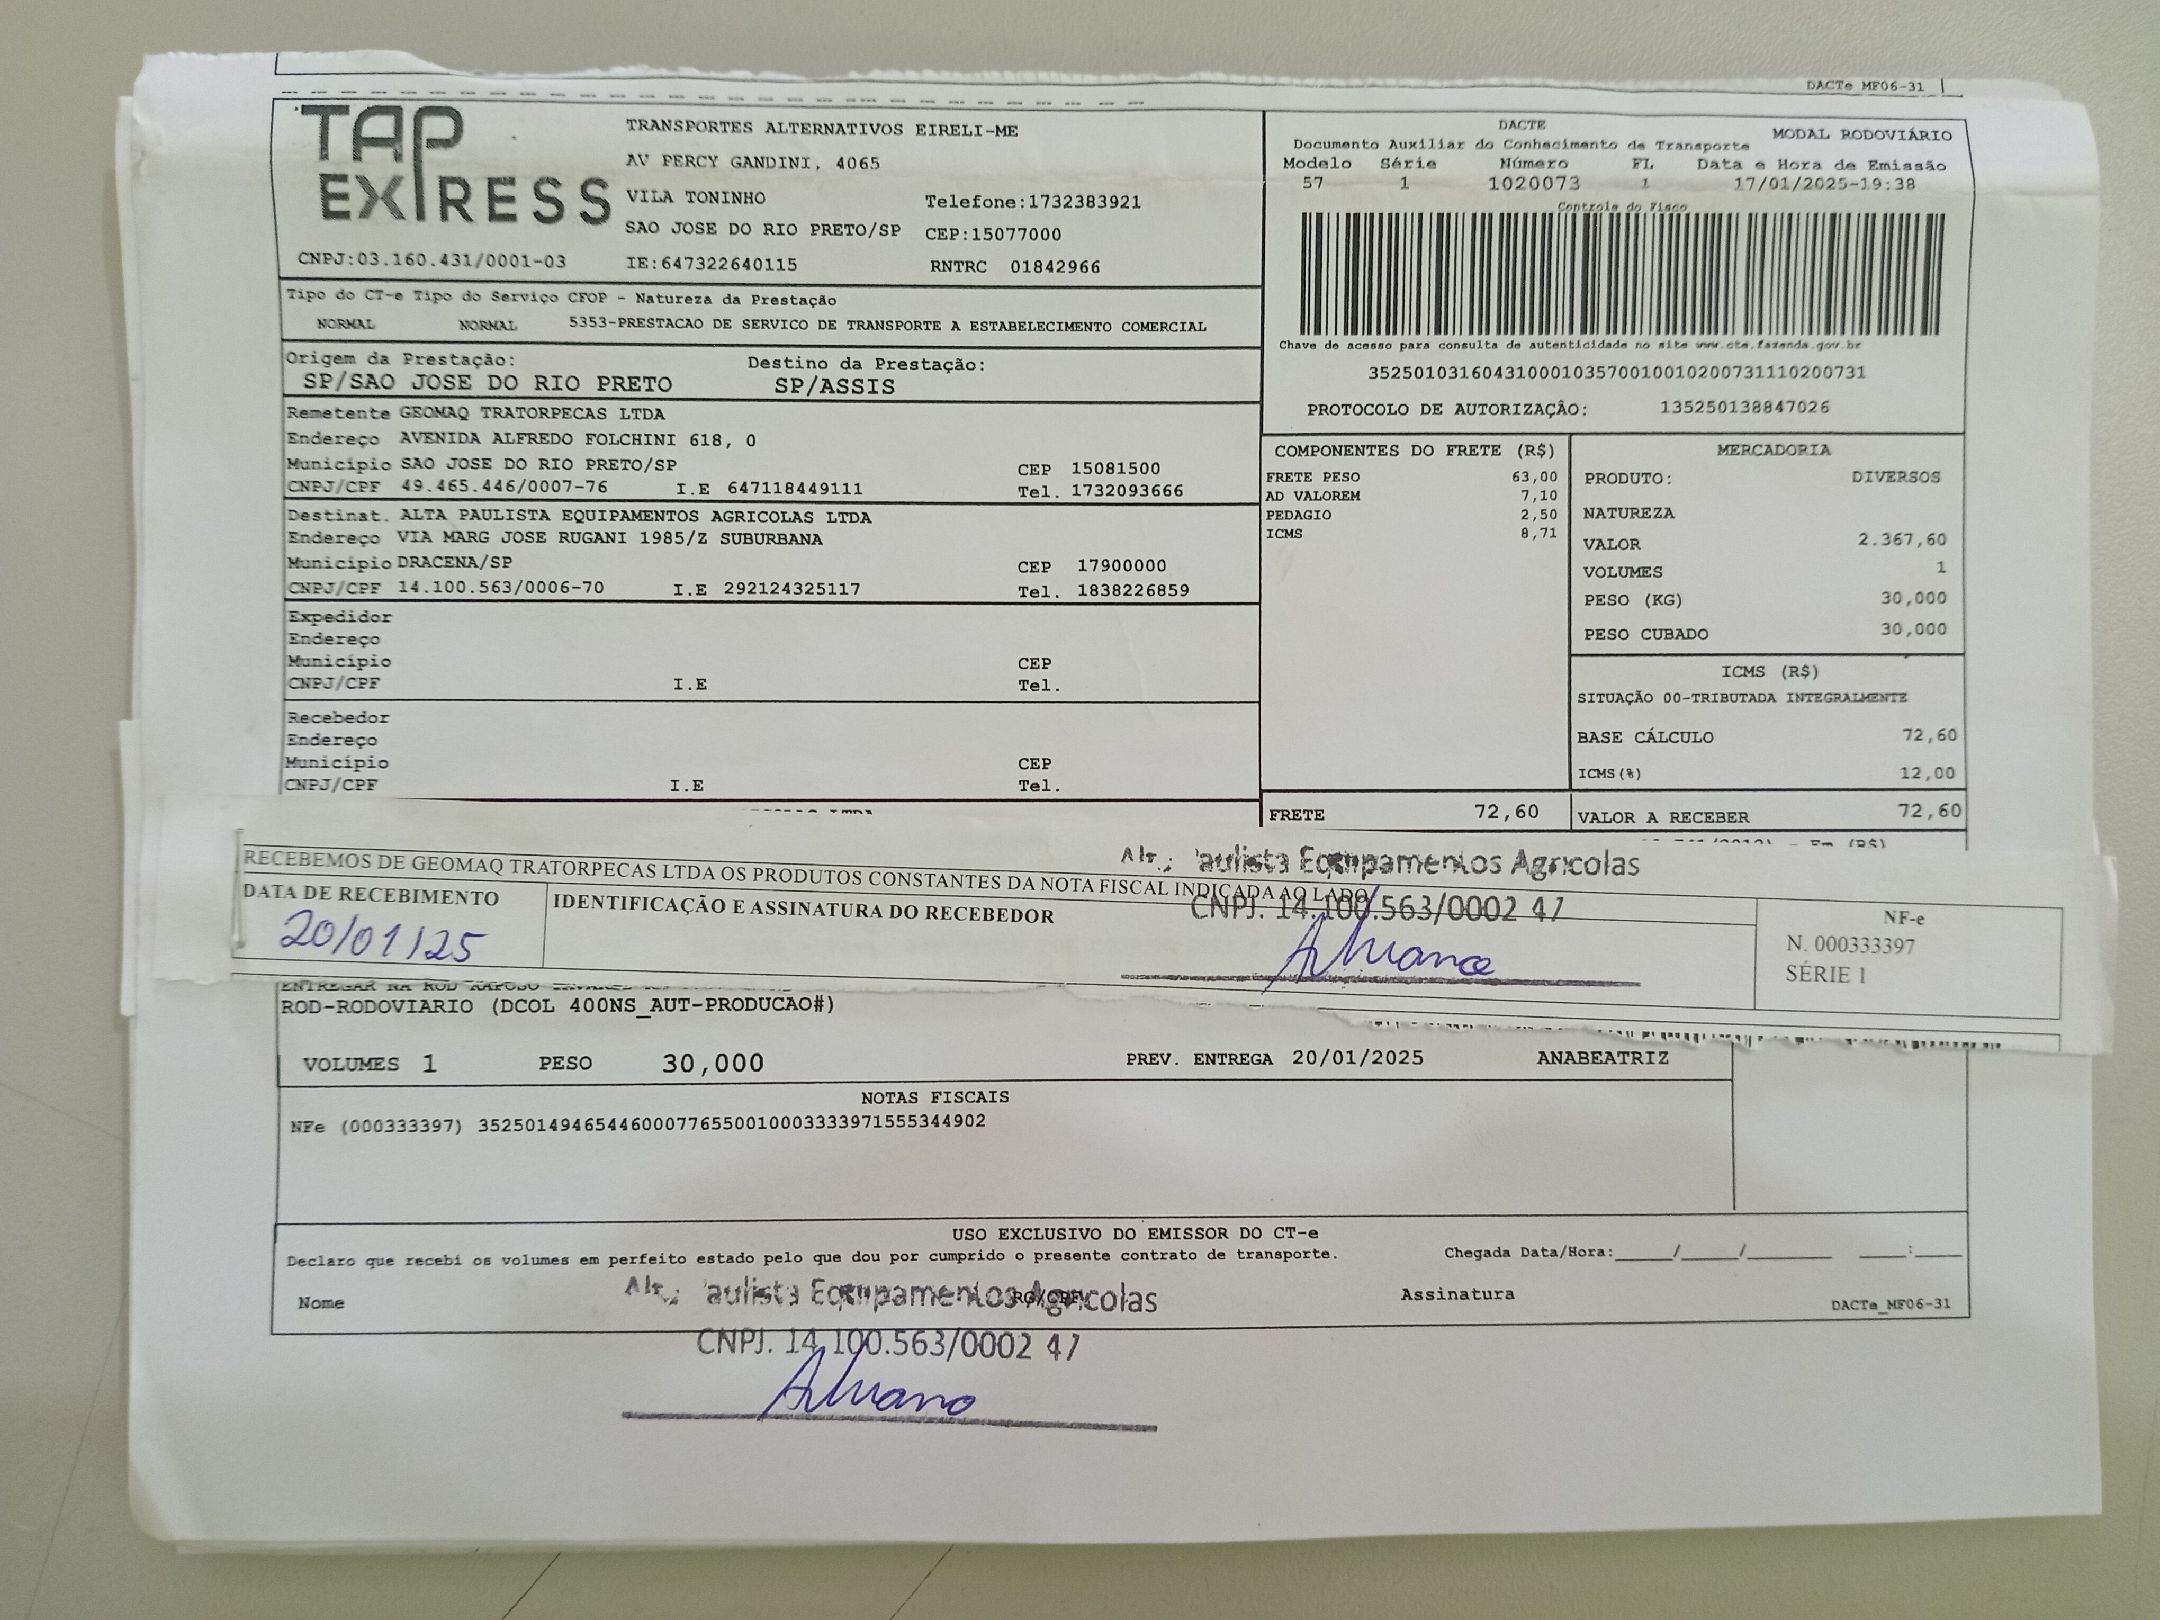 DACTe MF06-31
TAP
EXPRESS
TRANSPORTES ALTERNATIVOS EIRELI-ME
AV PERCY GANDINI, 4065
VILA TONINHO
Telefone:1732383921
SAO JOSE DO RIO PRETO/SP CEP:15077000
CNPJ:03.160.431/0001-03 IE:647322640115 RNTRC 01842966
DACTE
MODAL RODOVIÁRIO
Documento Auxiliar do Conhecimento de Transporte
Modelo Série Número FL Data e Hora de Emissão
57 1 1020073 1 17/01/2025-19:38
Controle do Fisco
Chave de acesso para consulta de autenticidade no site www.cte.fazenda.gov.br
35250103160431000103570010010200731110200731
PROTOCOLO DE AUTORIZAÇÃO: 135250138847026
Tipo do CT-e Tipo do Serviço CFOP - Natureza da Prestação
NORMAL NORMAL 5353-PRESTACAO DE SERVICO DE TRANSPORTE A ESTABELECIMENTO COMERCIAL
Origem da Prestação: Destino da Prestação:
SP/SAO JOSE DO RIO PRETO SP/ASSIS
Remetente GEOMAQ TRATORPECAS LTDA
Endereço AVENIDA ALFREDO FOLCHINI 618, 0
Município SAO JOSE DO RIO PRETO/SP CEP 15081500
CNPJ/CPF 49.465.446/0007-76 I.E 647118449111 Tel. 1732093666
Destinat. ALTA PAULISTA EQUIPAMENTOS AGRICOLAS LTDA
Endereço VIA MARG JOSE RUGANI 1985/Z SUBURBANA
Município DRACENA/SP CEP 17900000
CNPJ/CPF 14.100.563/0006-70 I.E 292124325117 Tel. 1838226859
Expedidor
Endereço
Município CEP
CNPJ/CPF I.E Tel.
Recebedor
Endereço
Município CEP
CNPJ/CPF I.E Tel.
COMPONENTES DO FRETE (R$)
FRETE PESO 63,00
AD VALOREM 7,10
PEDAGIO 2,50
ICMS 8,71
FRETE 72,60
MERCADORIA
PRODUTO: DIVERSOS
NATUREZA
VALOR 2.367,60
VOLUMES 1
PESO (KG) 30,000
PESO CUBADO 30,000
ICMS (R$)
SITUAÇÃO 00-TRIBUTADA INTEGRALMENTE
BASE CÁLCULO 72,60
ICMS(%) 12,00
VALOR A RECEBER 72,60
RECEBEMOS DE GEOMAQ TRATORPECAS LTDA OS PRODUTOS CONSTANTES DA NOTA FISCAL INDICADA AO LADO
DATA DE RECEBIMENTO
20/01/25
IDENTIFICAÇÃO E ASSINATURA DO RECEBEDOR
aulista Equipamentos Agricolas
CNPJ. 14.100.563/0002 47
NF-e
N. 000333397
SÉRIE 1
ROD-RODOVIARIO (DCOL 400NS_AUT-PRODUCAO#)
VOLUMES 1 PESO 30,000 PREV. ENTREGA 20/01/2025 ANABEATRIZ
NOTAS FISCAIS
NFe (000333397) 35250149465446000776550010003333971555344902
USO EXCLUSIVO DO EMISSOR DO CT-e
Declaro que recebi os volumes em perfeito estado pelo que dou por cumprido o presente contrato de transporte. Chegada Data/Hora:____/____/______ ____:____
Nome RG/CPF Assinatura
DACTe_MF06-31
aulista Equipamentos Agricolas
CNPJ. 14.100.563/0002 47